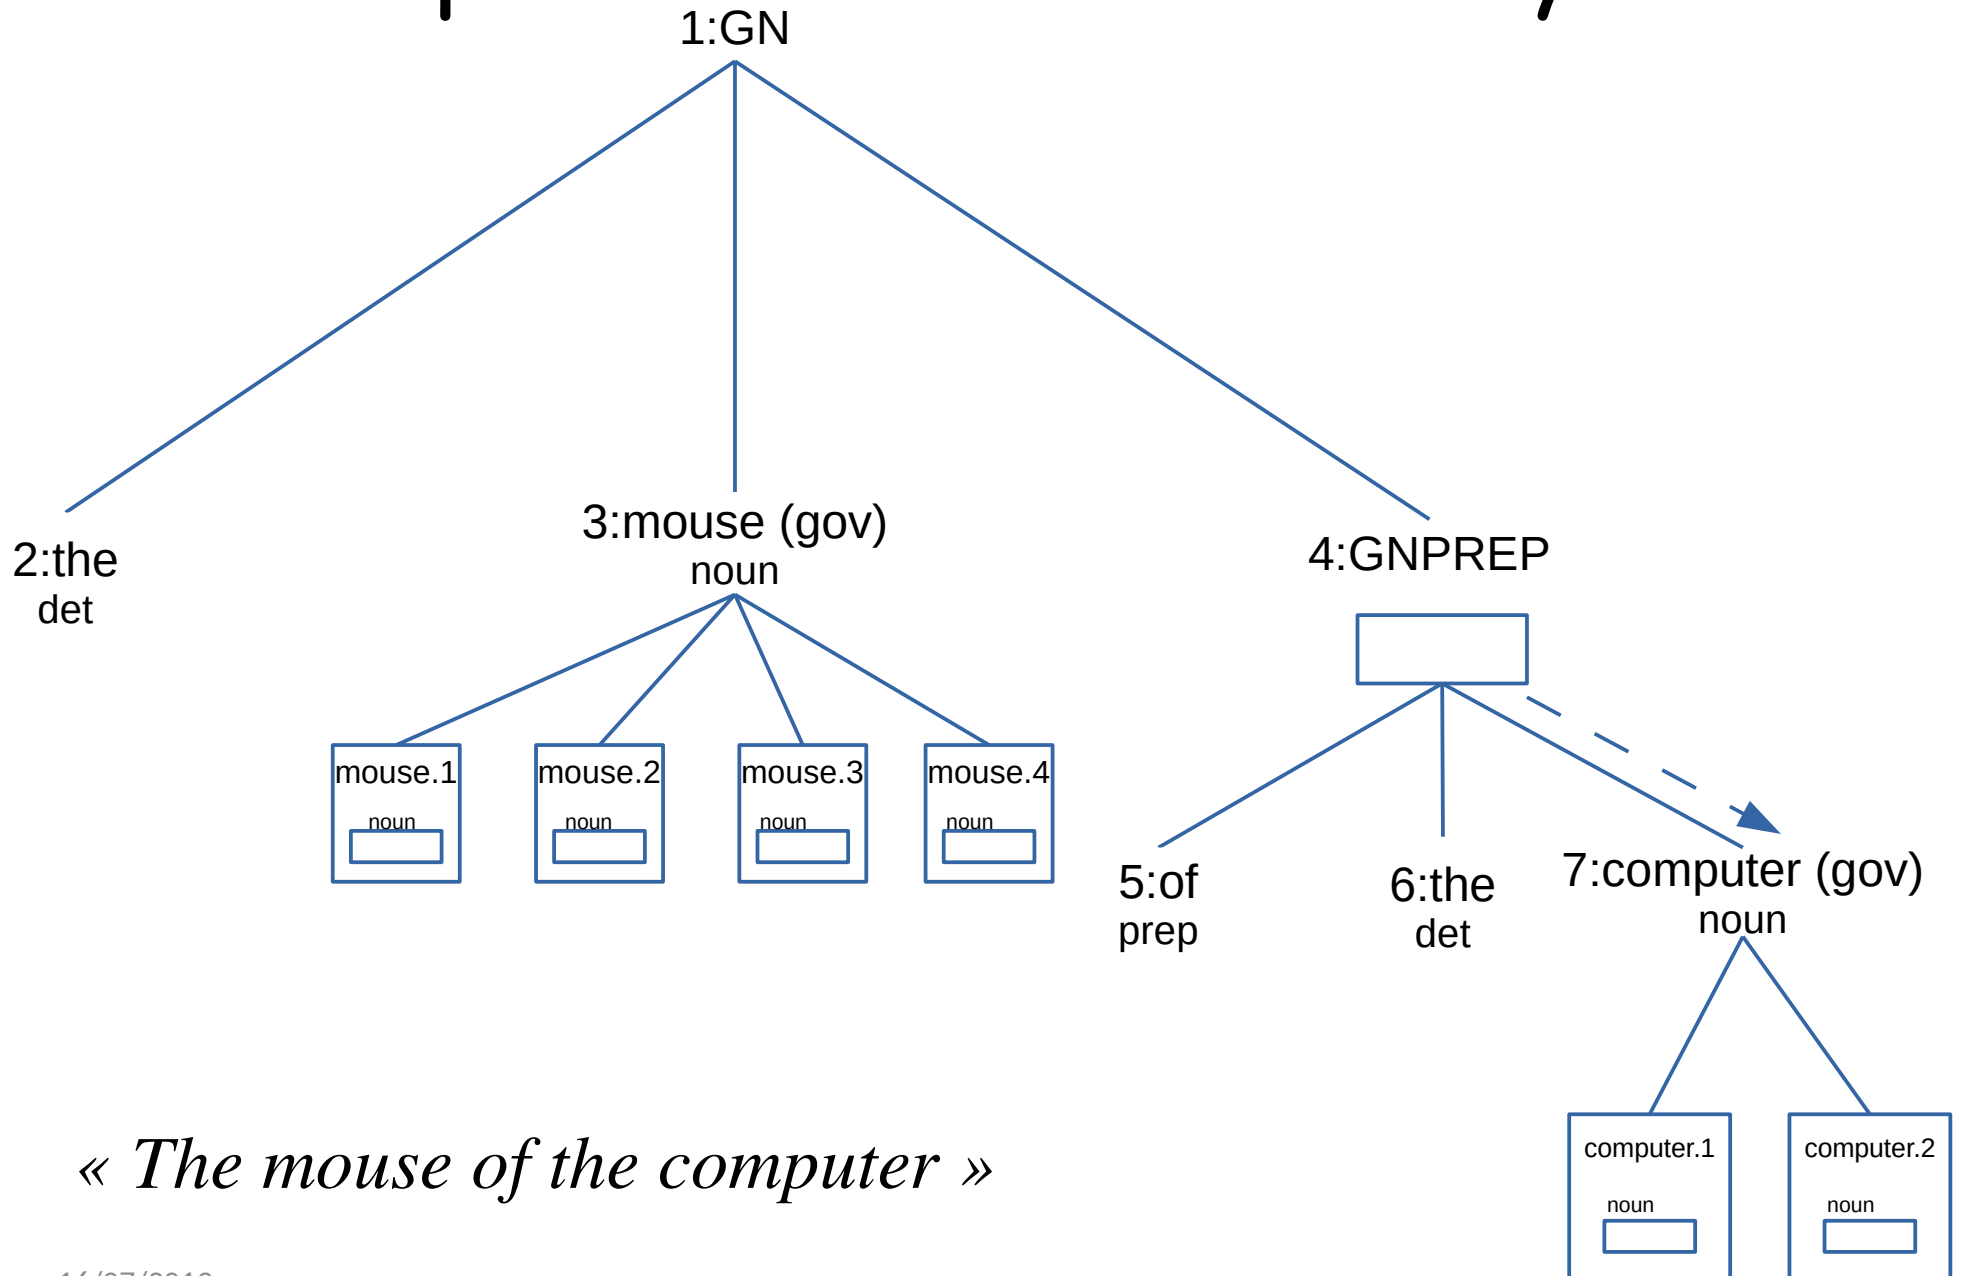 1:GN
2:the
det
3:mouse (gov)
noun
4:GNPREP
mouse.1
noun
mouse.2
noun
mouse.3
noun
mouse.4
noun
5:of
prep
6:the
det
7:computer (gov)
noun
computer.1
noun
computer.2
noun
« The mouse of the computer »